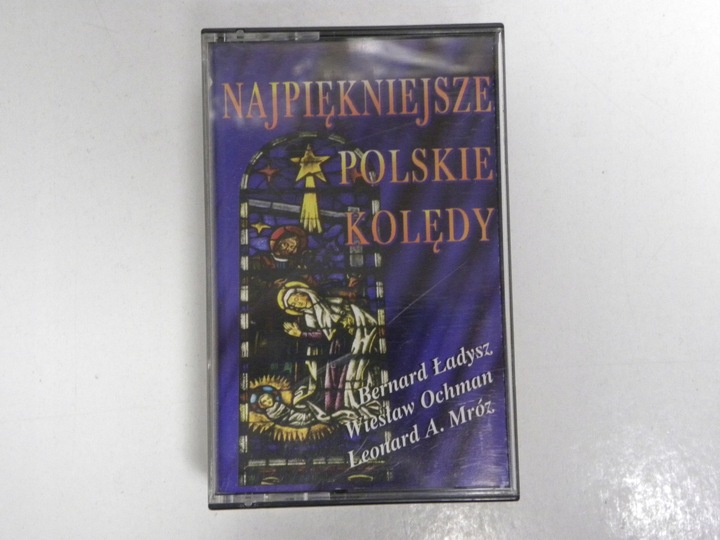 NAJPIĘKNIEJSZE
POLSKIE
KOLĘDY
Bernard Ładysz
Wiesław Ochman
Leonard A. Mróz